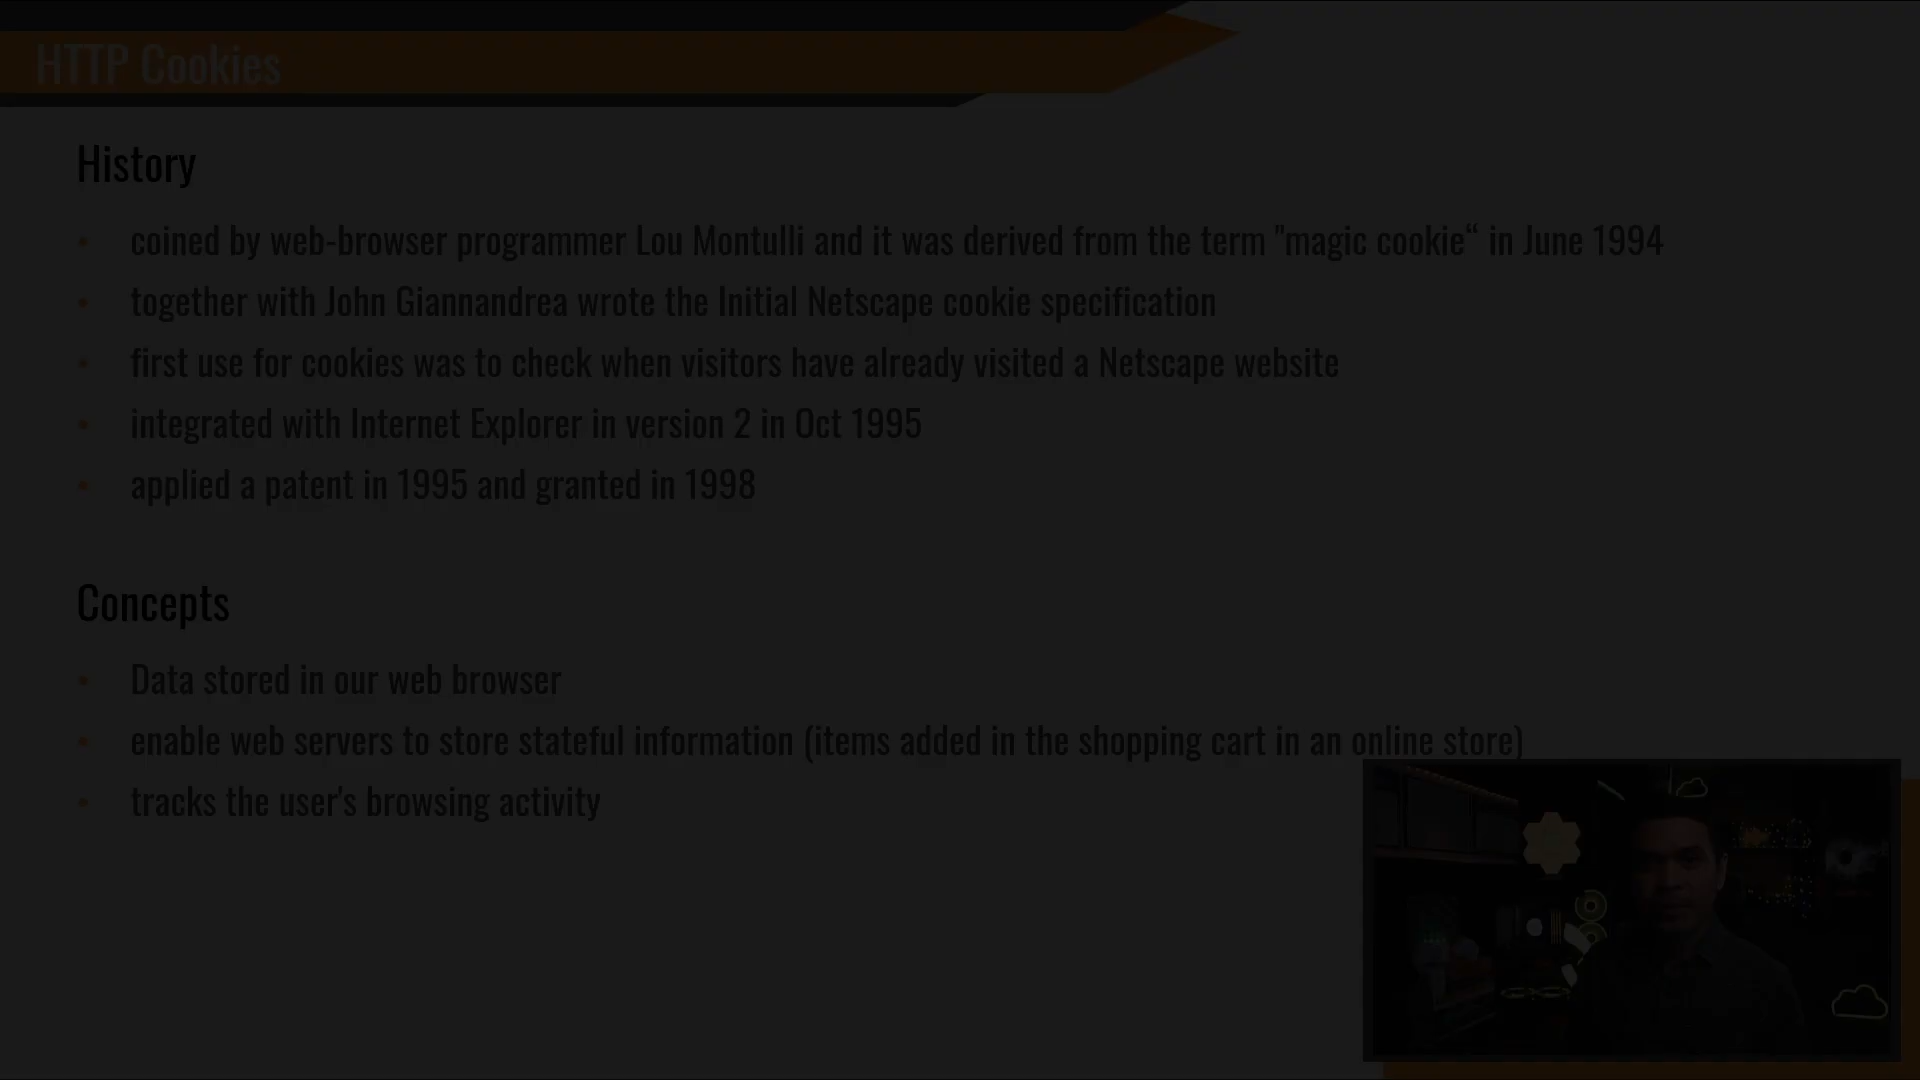 HTTP Cookies
History
• coined by web-browser programmer Lou Montulli and it was derived from the term "magic cookie“ in June 1994
• together with John Giannandrea wrote the Initial Netscape cookie specification
• first use for cookies was to check when visitors have already visited a Netscape website
• integrated with Internet Explorer in version 2 in Oct 1995
• applied a patent in 1995 and granted in 1998
Concepts
• Data stored in our web browser
• enable web servers to store stateful information (items added in the shopping cart in an online store)
• tracks the user's browsing activity